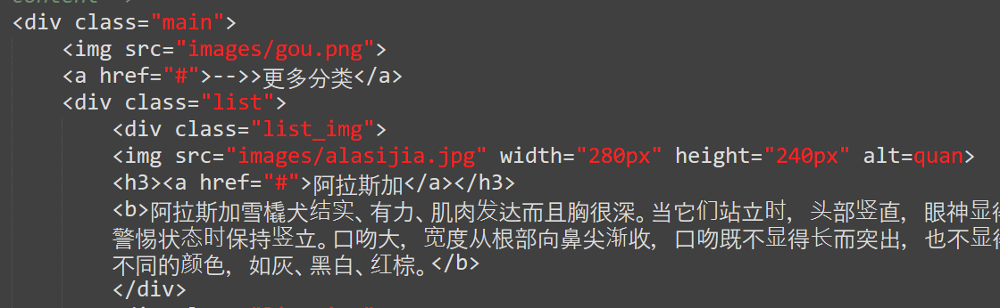 <div class="main">
<img src="images/gou.png">
<a href="#">-->>更多分类</a>
<div class="list">
<div class="list_img">
<img src="images/alasijia.jpg" width="280px" height="240px" alt=quan>
<h3><a href="#">阿拉斯加</a></h3>
<b>阿拉斯加雪橇犬结实、有力、肌肉发达而且胸很深。当它们站立时，头部竖直，眼神显得
警惕状态时保持竖立。口吻大，宽度从根部向鼻尖渐收，口吻既不显得长而突出，也不显得
不同的颜色，如灰、黑白、红棕。</b>
</div>